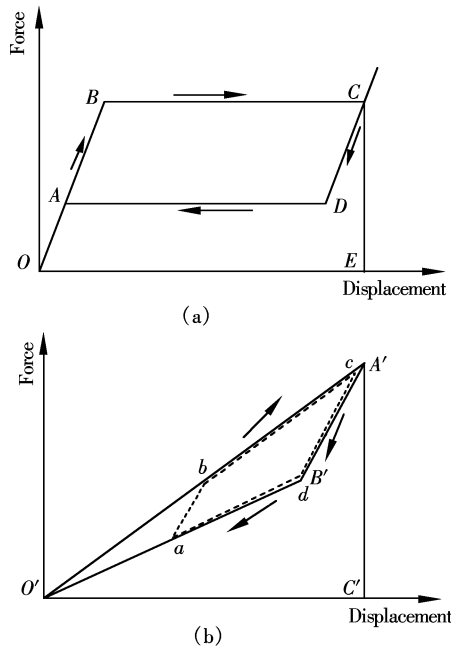 Force
B
C
A
D
O
E
Displacement
(a)
Force
c
A′
b
B′
d
a
O′
C′
Displacement
(b)